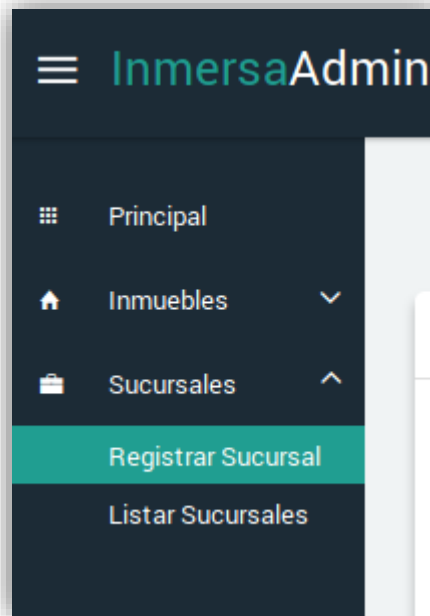 InmersaAdmin
Principal
Inmuebles
Sucursales
Registrar Sucursal
Listar Sucursales